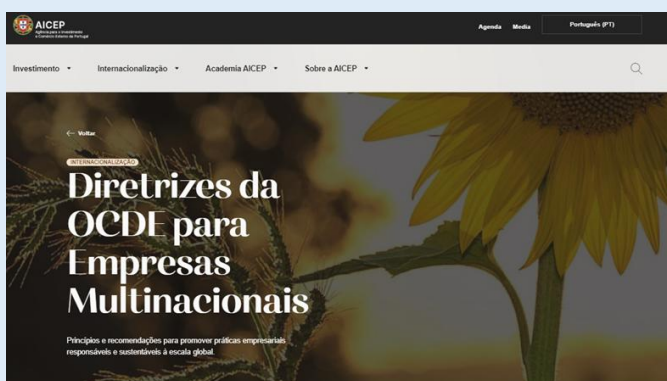 AICEP
Agência para o Investimento
e Comércio Externo de Portugal
Agenda Media Português (PT)
Investimento Internacionalização Academia AICEP Sobre a AICEP
← Voltar
INTERNACIONALIZAÇÃO
Diretrizes da
OCDE para
Empresas
Multinacionais
Princípios e recomendações para promover práticas empresariais
responsáveis e sustentáveis à escala global.